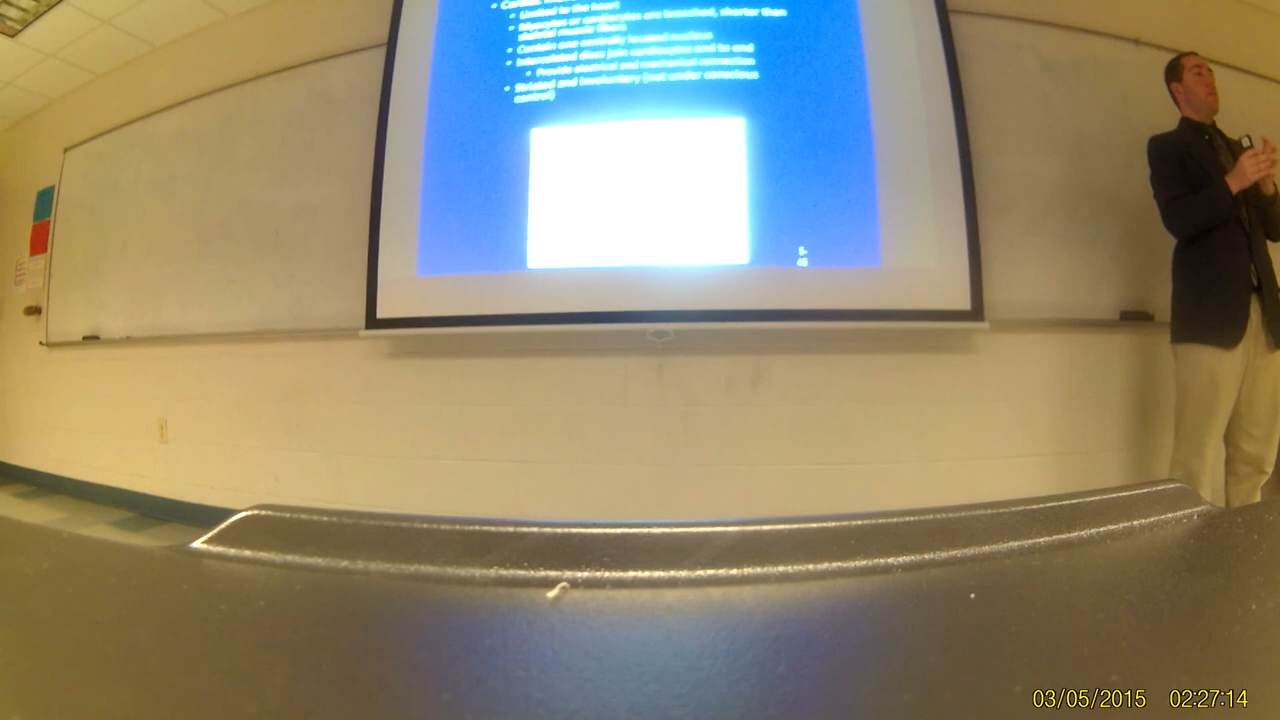 Limited to the heart
Myocytes or cardiocytes are branched, shorter than
skeletal muscle fibers
Contain one centrally located nucleus
Intercalated discs join cardiocytes end to end
Provide electrical and mechanical connection
Striated and involuntary (not under conscious
control)
5-
03/05/2015 02:27:14